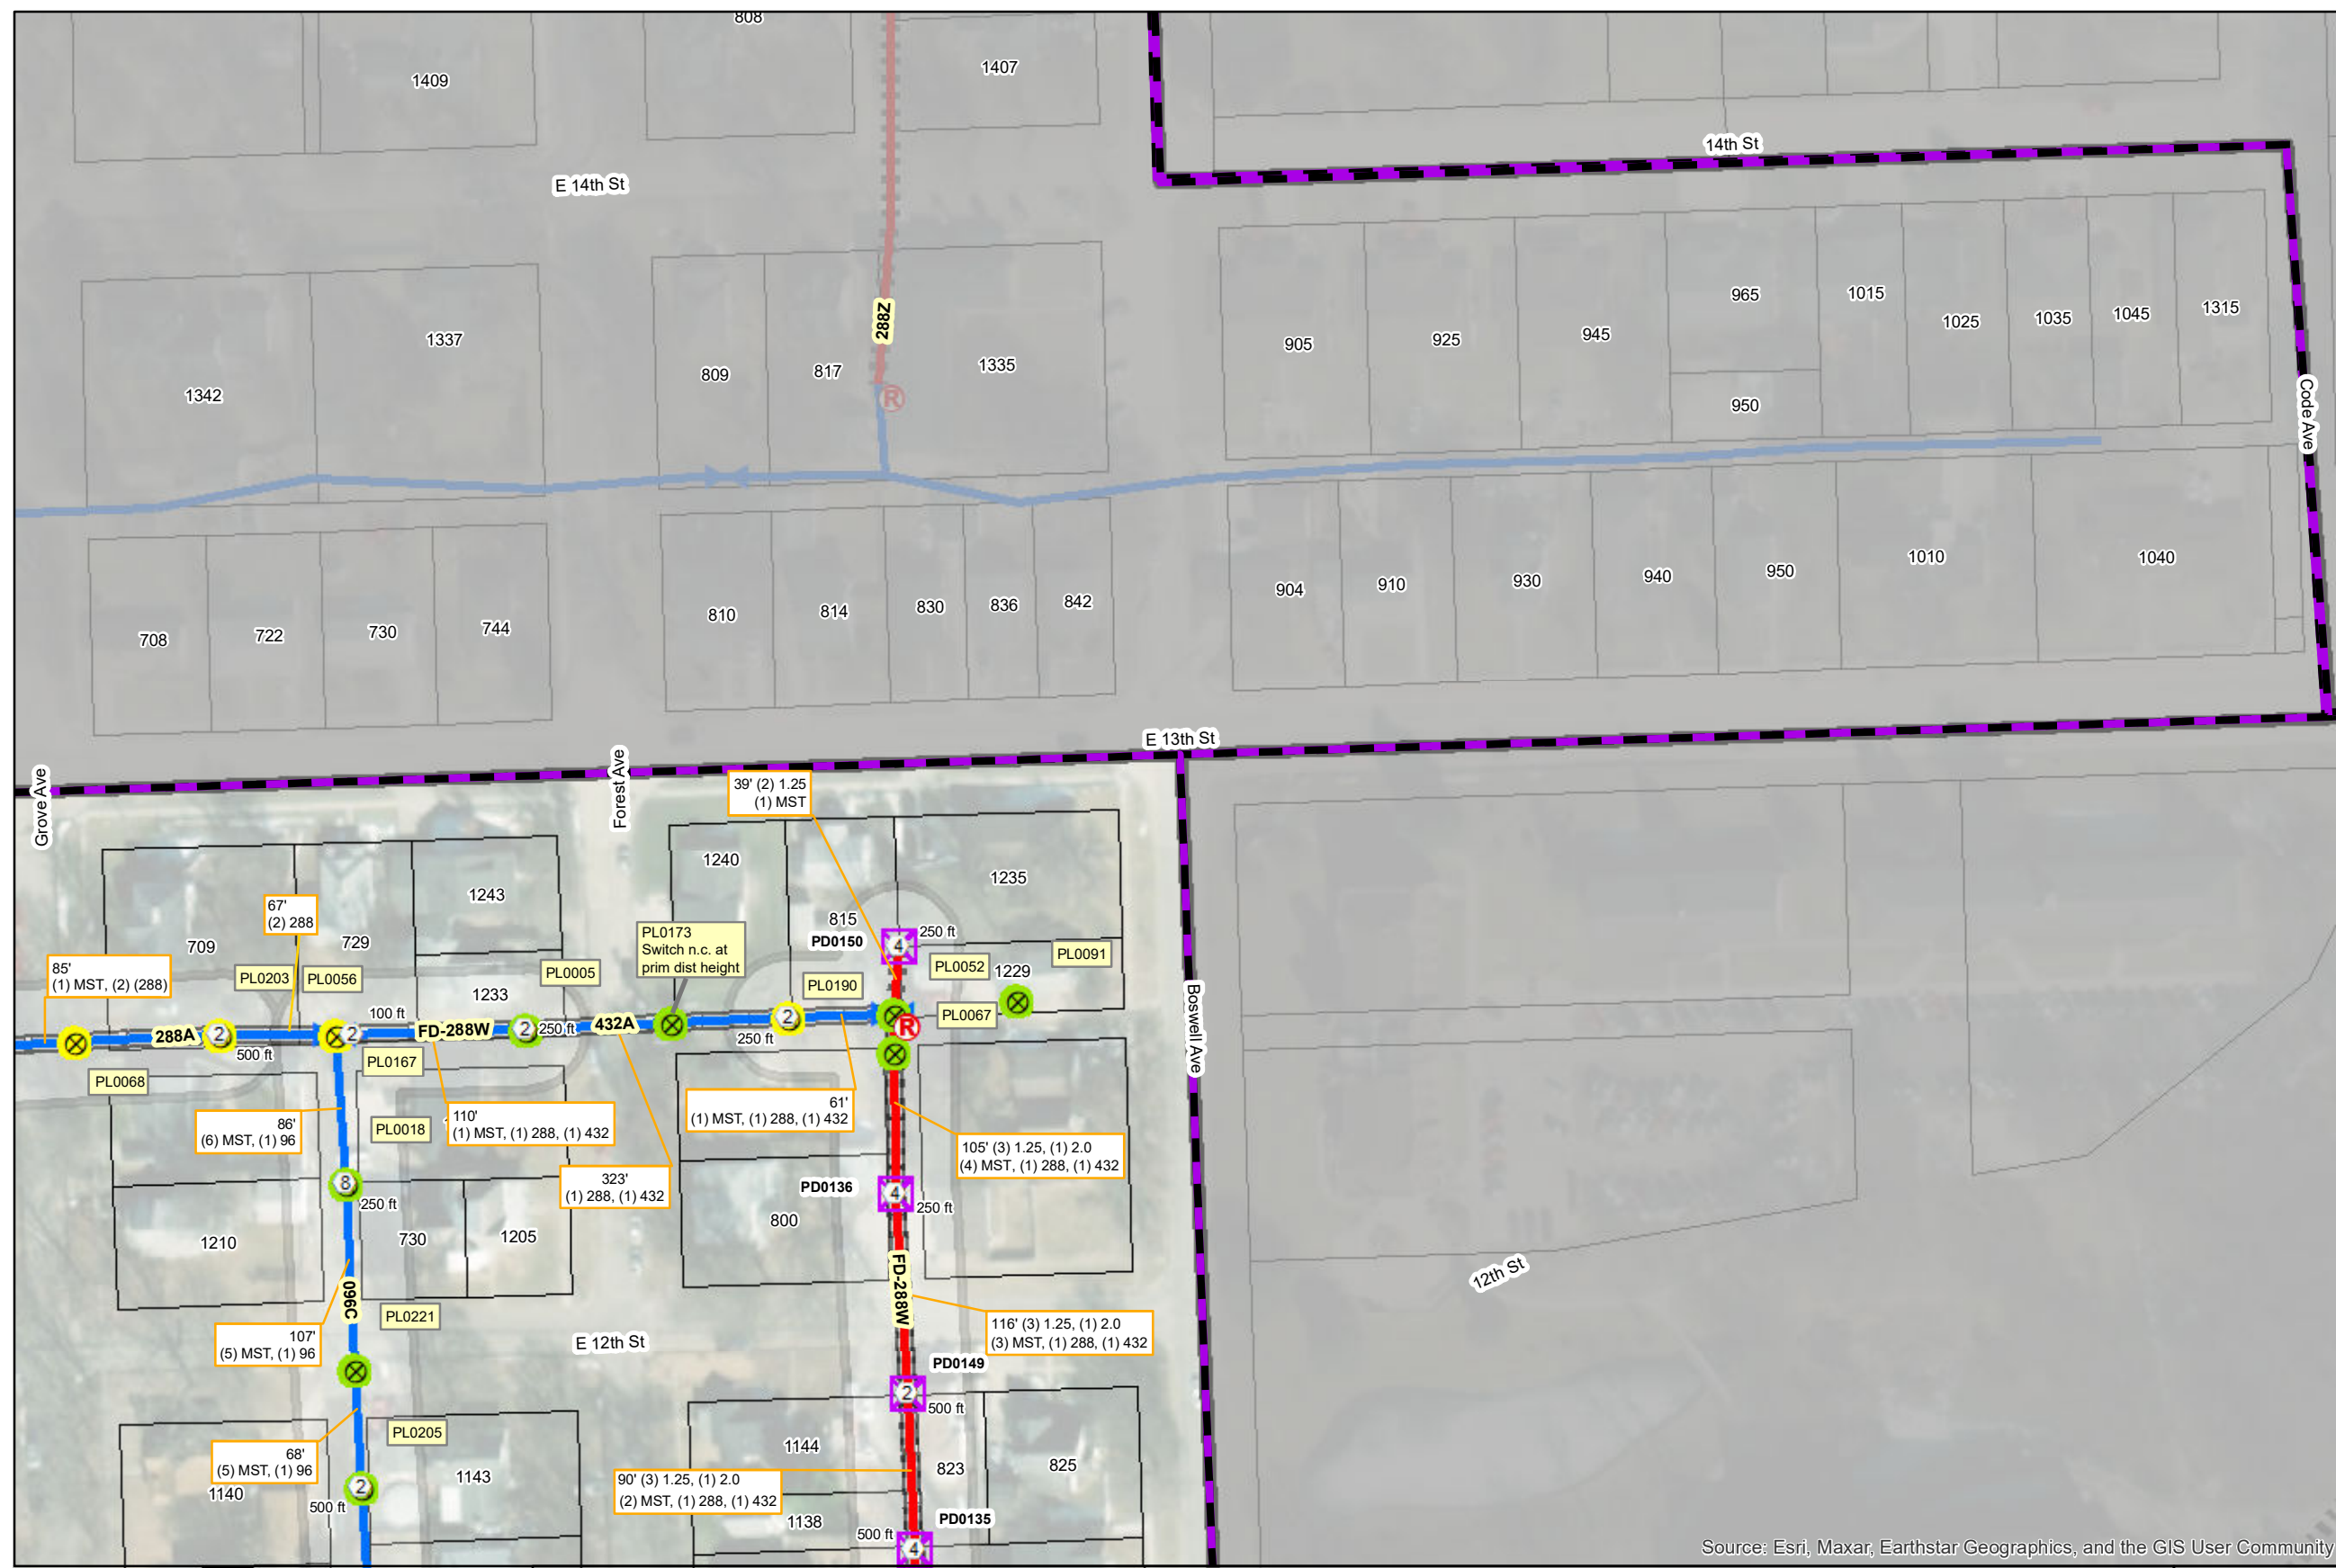 808
1409
1407
14th St
E 14th St
288Z
1337
1342
809
817
1335
905
925
945
965
950
1015
1025
1035
1045
1315
Code Ave
708
722
730
744
810
814
830
836
842
904
910
930
940
950
1010
1040
E 13th St
Grove Ave
Forest Ave
39' (2) 1.25
(1) MST
1240
1235
1243
67'
(2) 288
709
729
815
PD0150
4
250 ft
PL0173
Switch n.c. at
prim dist height
85'
(1) MST, (2) (288)
PL0203
PL0056
PL0005
PL0190
PL0052
1229
PL0091
1233
100 ft
288A
2
500 ft
2
FD-288W
2
250 ft
432A
2
250 ft
PL0067
R
R
Boswell Ave
PL0068
PL0167
86'
(6) MST, (1) 96
PL0018
110'
(1) MST, (1) 288, (1) 432
61'
(1) MST, (1) 288, (1) 432
105' (3) 1.25, (1) 2.0
(4) MST, (1) 288, (1) 432
323'
(1) 288, (1) 432
8
250 ft
PD0136
4
250 ft
1210
730
1205
800
096C
FD-288W
12th St
PL0221
107'
(5) MST, (1) 96
E 12th St
116' (3) 1.25, (1) 2.0
(3) MST, (1) 288, (1) 432
PD0149
2
500 ft
PL0205
68'
(5) MST, (1) 96
1140
1143
2
500 ft
1144
823
825
90' (3) 1.25, (1) 2.0
(2) MST, (1) 288, (1) 432
1138
PD0135
500 ft
4
Source: Esri, Maxar, Earthstar Geographics, and the GIS User Community